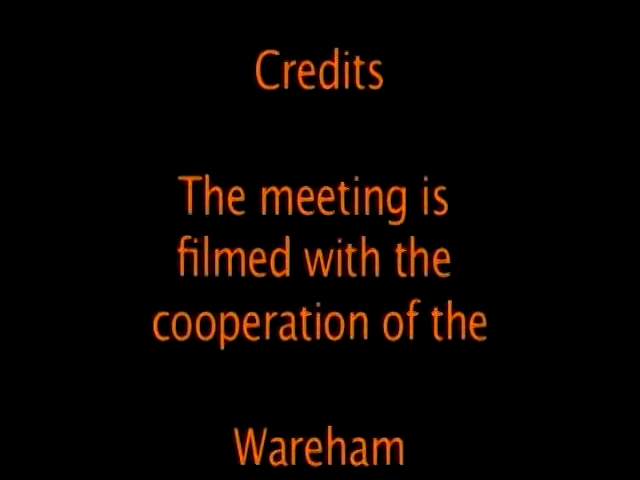 Credits
The meeting is
filmed with the
cooperation of the
Wareham